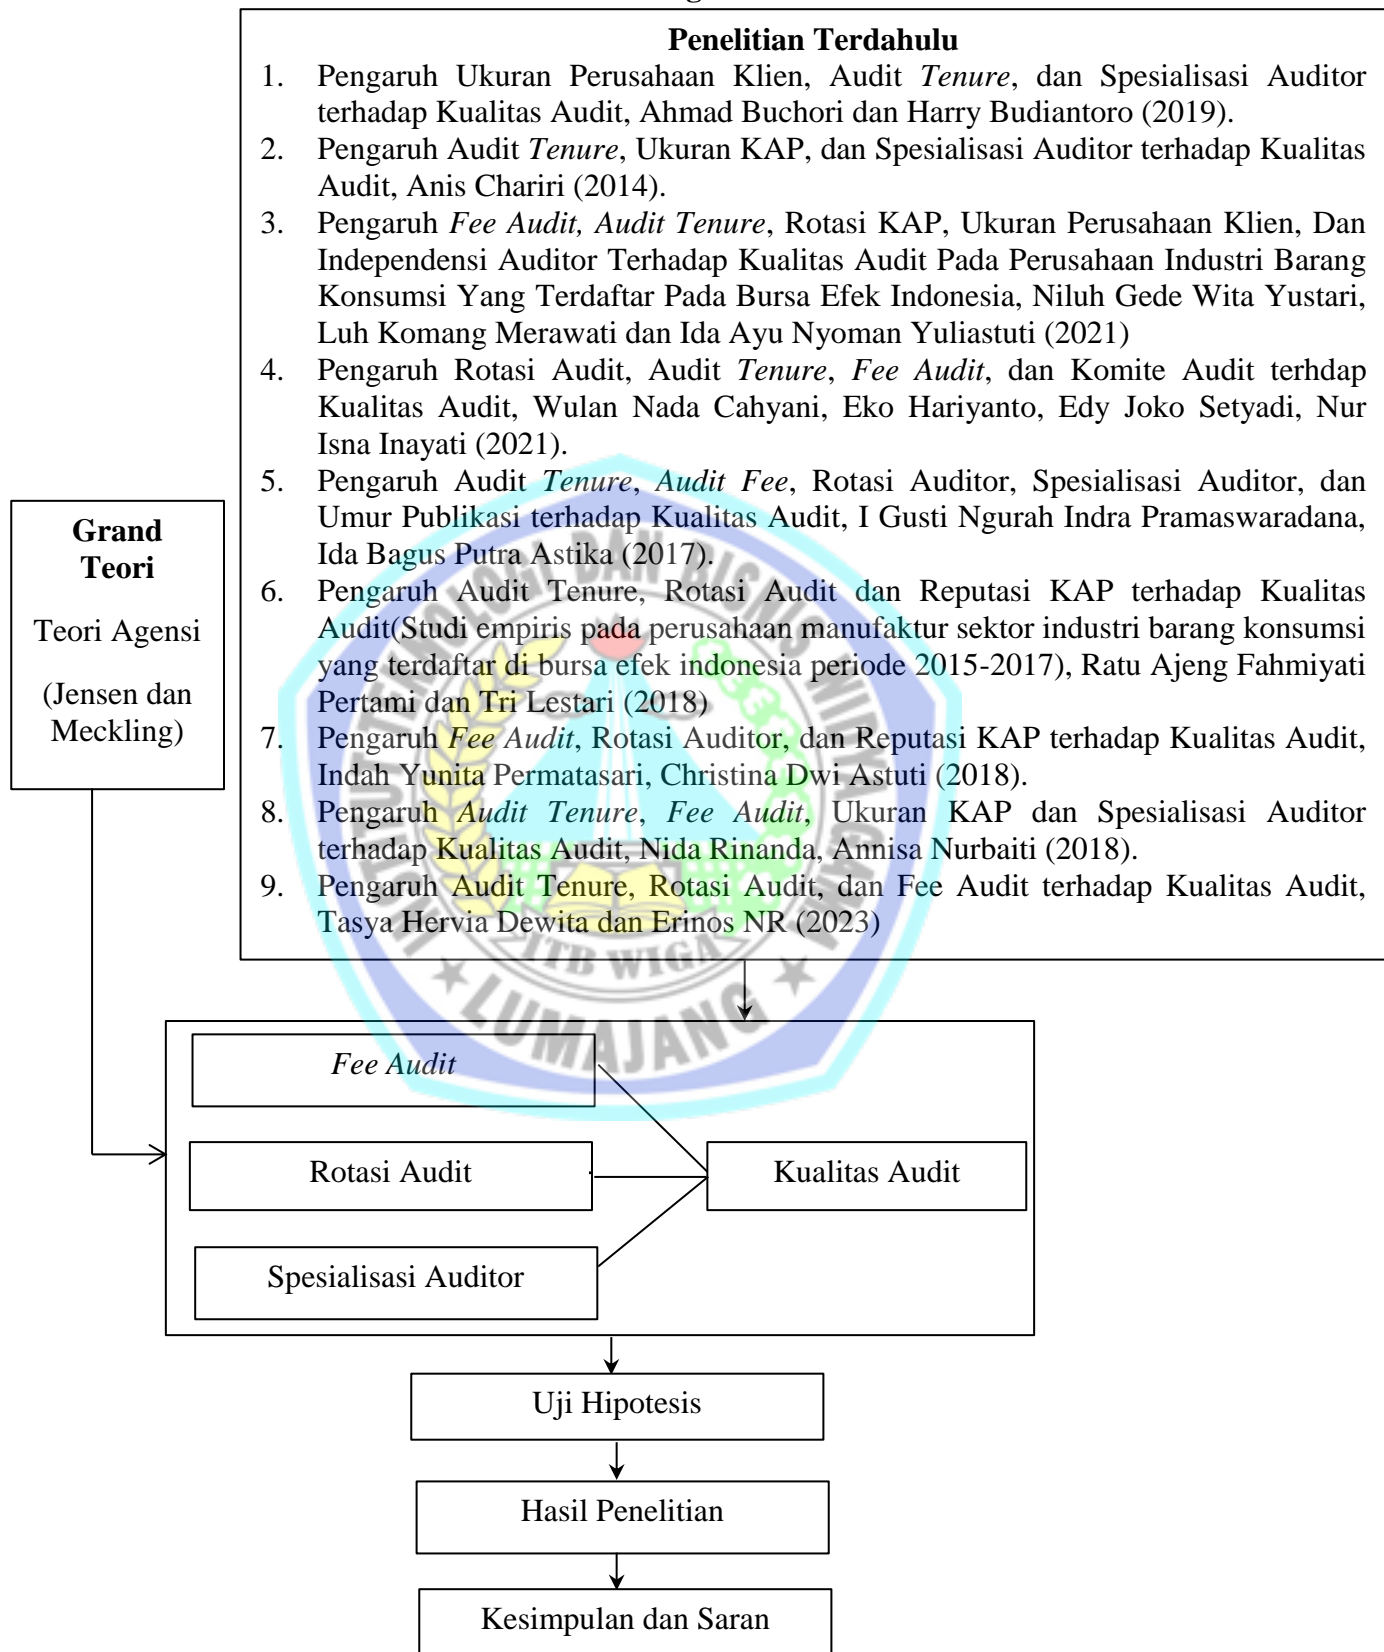 Penelitian Terdahulu
1. Pengaruh Ukuran Perusahaan Klien, Audit Tenure, dan Spesialisasi Auditor
terhadap Kualitas Audit, Ahmad Buchori dan Harry Budiantoro (2019).
2. Pengaruh Audit Tenure, Ukuran KAP, dan Spesialisasi Auditor terhadap Kualitas
Audit, Anis Chariri (2014).
3. Pengaruh Fee Audit, Audit Tenure, Rotasi KAP, Ukuran Perusahaan Klien, Dan
Independensi Auditor Terhadap Kualitas Audit Pada Perusahaan Industri Barang
Konsumsi Yang Terdaftar Pada Bursa Efek Indonesia, Niluh Gede Wita Yustari,
Luh Komang Merawati dan Ida Ayu Nyoman Yuliastuti (2021)
4. Pengaruh Rotasi Audit, Audit Tenure, Fee Audit, dan Komite Audit terhdap
Kualitas Audit, Wulan Nada Cahyani, Eko Hariyanto, Edy Joko Setyadi, Nur
Isna Inayati (2021).
5. Pengaruh Audit Tenure, Audit Fee, Rotasi Auditor, Spesialisasi Auditor, dan
Umur Publikasi terhadap Kualitas Audit, I Gusti Ngurah Indra Pramaswaradana,
Ida Bagus Putra Astika (2017).
6. Pengaruh Audit Tenure, Rotasi Audit dan Reputasi KAP terhadap Kualitas
Audit(Studi empiris pada perusahaan manufaktur sektor industri barang konsumsi
yang terdaftar di bursa efek indonesia periode 2015-2017), Ratu Ajeng Fahmiyati
Pertami dan Tri Lestari (2018)
7. Pengaruh Fee Audit, Rotasi Auditor, dan Reputasi KAP terhadap Kualitas Audit,
Indah Yunita Permatasari, Christina Dwi Astuti (2018).
8. Pengaruh Audit Tenure, Fee Audit, Ukuran KAP dan Spesialisasi Auditor
terhadap Kualitas Audit, Nida Rinanda, Annisa Nurbaiti (2018).
9. Pengaruh Audit Tenure, Rotasi Audit, dan Fee Audit terhadap Kualitas Audit,
Tasya Hervia Dewita dan Erinos NR (2023)
Grand
Teori
Teori Agensi
(Jensen dan
Meckling)
INSTITUT TEKNOLOGI DAN BISNIS WIDYA GAMA
ITB WIGA
LUMAJANG
Fee Audit
Rotasi Audit
Kualitas Audit
Spesialisasi Auditor
Uji Hipotesis
Hasil Penelitian
Kesimpulan dan Saran